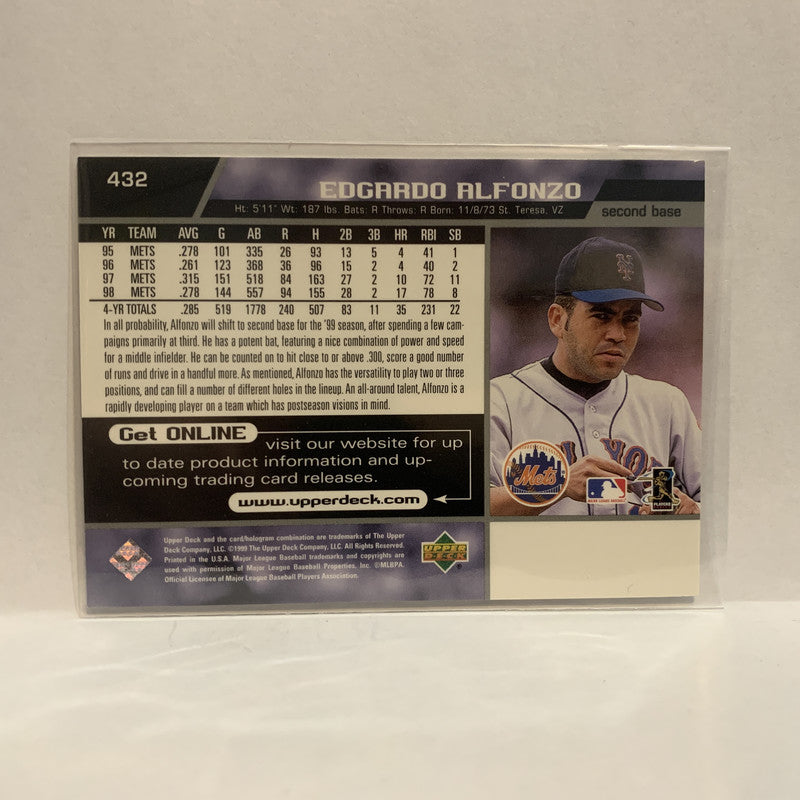 432
EDGARDO ALFONZO
Ht: 5'11" Wt: 187 lbs. Bats: R Throws: R Born: 11/8/73 St. Teresa, VZ
second base
YR TEAM AVG G AB R H 2B 3B HR RBI SB
95 METS .278 101 335 26 93 13 5 4 41 1
96 METS .261 123 368 36 96 15 2 4 40 2
97 METS .315 151 518 84 163 27 2 10 72 11
98 METS .278 144 557 94 155 28 2 17 78 8
4-YR TOTALS .285 519 1778 240 507 83 11 35 231 22
In all probability, Alfonzo will shift to second base for the '99 season, after spending a few cam-
paigns primarily at third. He has a potent bat, featuring a nice combination of power and speed
for a middle infielder. He can be counted on to hit close to or above .300, score a good number
of runs and drive in a handful more. As mentioned, Alfonzo has the versatility to play two or three
positions, and can fill a number of different holes in the lineup. An all-around talent, Alfonzo is a
rapidly developing player on a team which has postseason visions in mind.
Get ONLINE
visit our website for up
to date product information and up-
coming trading card releases.
www.upperdeck.com
Upper Deck and the card/hologram combination are trademarks of The Upper
Deck Company, LLC. ©1999 The Upper Deck Company, LLC. All Rights Reserved.
Printed in the U.S.A. Major League Baseball trademarks and copyrights are
used with permission of Major League Baseball Properties, Inc. ©MLBPA.
Official Licensee of Major League Baseball Players Association.
UPPER
DECK
NY
Mets
PLAYERS